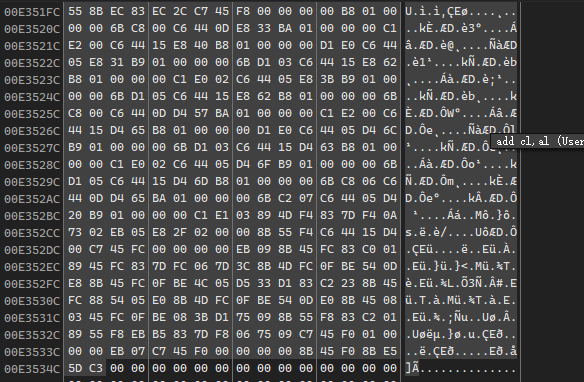 00E351FC 55 8B EC 83 EC 2C C7 45 F8 00 00 00 00 B8 01 00 U.ì.ì,ÇEø....¸..
00E3520C 00 00 6B C8 00 C6 44 0D E8 33 BA 01 00 00 00 C1 ..kÈ.ÆD.è3º....Á
00E3521C E2 00 C6 44 15 E8 40 B8 01 00 00 00 D1 E0 C6 44 â.ÆD.è@¸....ÑàÆD
00E3522C 05 E8 31 B9 01 00 00 00 6B D1 03 C6 44 15 E8 62 .è1¹....kÑ.ÆD.èb
00E3523C B8 01 00 00 00 C1 E0 02 C6 44 05 E8 3B B9 01 00 ¸....Áà.ÆD.è;¹..
00E3524C 00 00 6B D1 05 C6 44 15 E8 62 B8 01 00 00 00 6B ..kÑ.ÆD.èb¸....k
00E3525C C8 00 C6 44 0D D4 57 BA 01 00 00 00 C1 E2 00 C6 È.ÆD.ÔWº....Áâ.Æ
00E3526C 44 15 D4 65 B8 01 00 00 00 D1 E0 C6 44 05 D4 6C D.Ôe¸....ÑàÆD.Ôl
00E3527C B9 01 00 00 00 6B D1 03 C6 44 15 D4 63 B8 01 00 ¹....kÑ.ÆD.Ô
add cl,al (User
00E3528C 00 00 C1 E0 02 C6 44 05 D4 6F B9 01 00 00 00 6B ..Áà.ÆD.Ôo¹....k
00E3529C D1 05 C6 44 15 D4 6D B8 01 00 00 00 6B C8 06 C6 Ñ.ÆD.Ôm¸....kÈ.Æ
00E352AC 44 0D D4 65 BA 01 00 00 00 6B C2 07 C6 44 05 D4 D.Ôeº....kÂ.ÆD.Ô
00E352BC 20 B9 01 00 00 00 C1 E1 03 89 4D F4 83 7D F4 0A ¹....Áá..Mô.}ô.
00E352CC 73 02 EB 05 E8 2F 02 00 00 8B 55 F4 C6 44 15 D4 s.ë.è/....UôÆD.Ô
00E352DC 00 C7 45 FC 00 00 00 00 EB 09 8B 45 FC 83 C0 01 .ÇEü....ë..Eü.À.
00E352EC 89 45 FC 83 7D FC 06 7D 3C 8B 4D FC 0F BE 54 0D .Eü.}ü.}<.Mü.¾T.
00E352FC E8 8B 45 FC 0F BE 4C 05 D5 33 D1 83 C2 23 8B 45 è.Eü.¾L.Õ3Ñ.Â#.E
00E3530C FC 88 54 05 E0 8B 4D FC 0F BE 54 0D E0 8B 45 08 ü.T.à.Mü.¾T.à.E.
00E3531C 03 45 FC 0F BE 08 3B D1 75 09 8B 55 F8 83 C2 01 .Eü.¾.;Ñu..Uø.Â.
00E3532C 89 55 F8 EB B5 83 7D F8 06 75 09 C7 45 F0 01 00 .Uøëµ.}ø.u.ÇEð..
00E3533C 00 00 EB 07 C7 45 F0 00 00 00 00 8B 45 F0 8B E5 ..ë.ÇEð.....Eð.å
00E3534C 5D C3 00 00 00 00 00 00 00 00 00 00 00 00 00 00 ]Ã..............